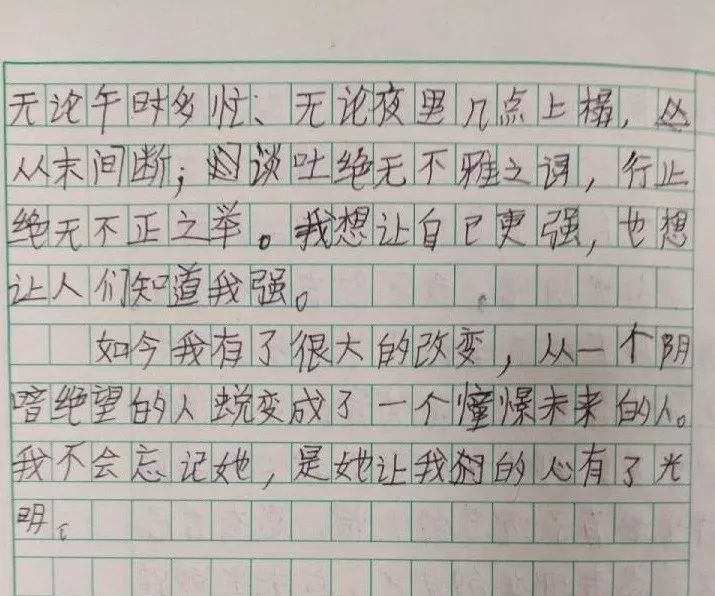 无论午时多忙、无论夜里几点上榻，
从末间断；谈吐绝无不雅之词，行止
绝无不正之举。我想让自己更强，也想
让人们知道我强。
如今我有了很大的改变，从一个阴
暗绝望的人蜕变成了一个憧憬未来的人。
我不会忘记她，是她让我的心有了光
明。